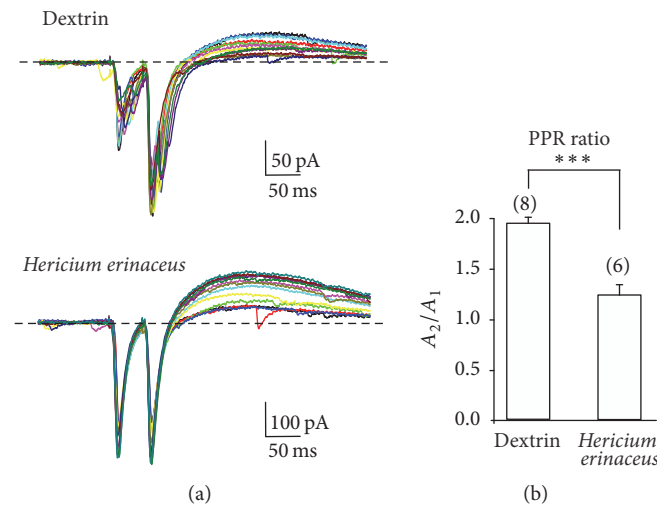 Dextrin
50 pA
50 ms
Hericium erinaceus
100 pA
50 ms
(a)
PPR ratio
***
(8)
(6)
2.0
1.5
1.0
0.5
0.0
A2/A1
Dextrin
Hericium
erinaceus
(b)